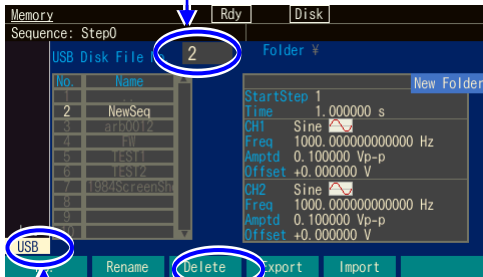 Memory Rdy Disk
Sequence: Step0
USB Disk File No. 2 Folder ¥
New Folder
No. Name
1 ..
2 NewSeq
3 arb0012
4 FW
5 TEST1
6 TEST2
7 1984ScreenSh
8
9
StartStep 1
Time 1.000000 s
CH1 Sine
Freq 1000.000000000000 Hz
Amptd 0.100000 Vp-p
Offset +0.000000 V
CH2 Sine
Freq 1000.000000000000 Hz
Amptd 0.100000 Vp-p
Offset +0.000000 V
USB
Rename Delete Export Import